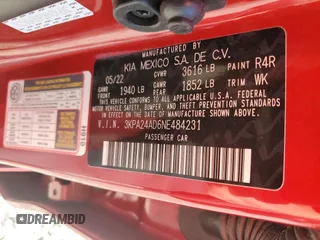 MANUFACTURED BY
KIA MEXICO S.A. DE C.V.
05/22 GVWR 3616 LB PAINT R4R
GAWR FRONT 1940 LB GAWR REAR 1852 LB TRIM WK
THIS VEHICLE CONFORMS TO ALL APPLICABLE U.S. FEDERAL
MOTOR VEHICLE SAFETY, BUMPER, AND THEFT PREVENTION STANDARDS
IN EFFECT ON THE DATE OF MANUFACTURE SHOWN ABOVE.
V.I.N. 3KPA24AD6NE484231
PASSENGER CAR
DREAMBID